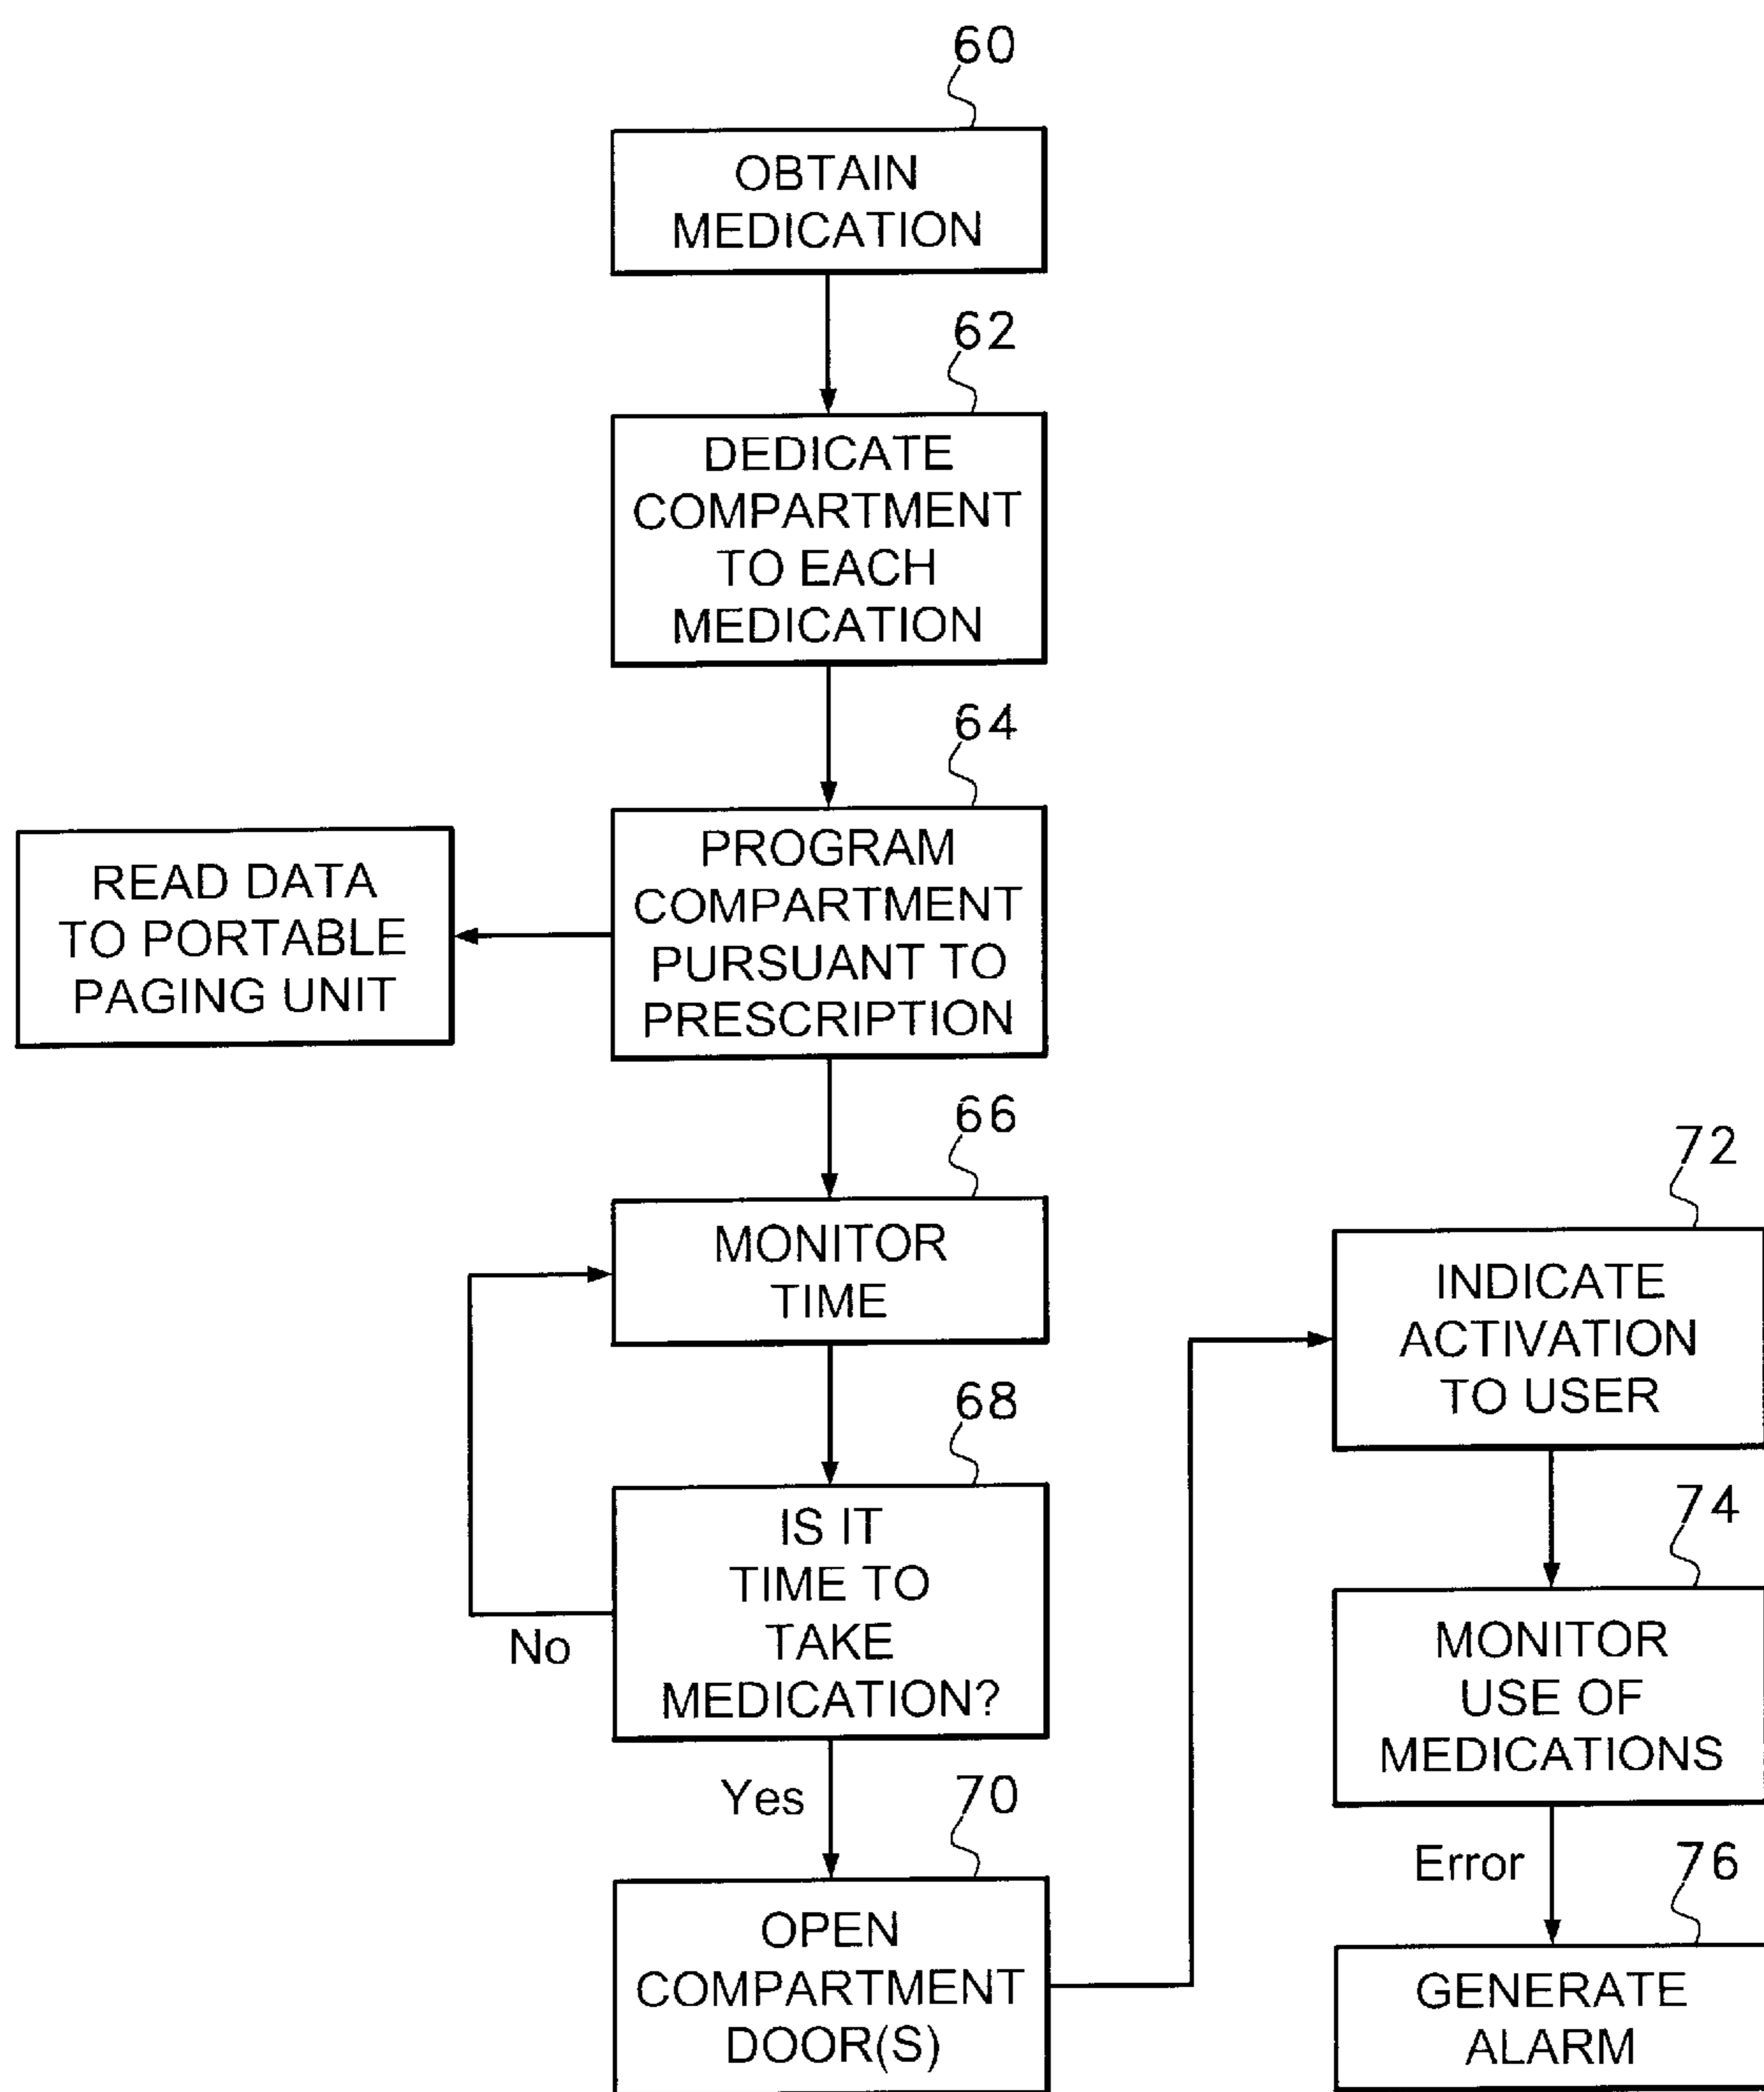 60
OBTAIN
MEDICATION
62
DEDICATE
COMPARTMENT
TO EACH
MEDICATION
64
PROGRAM
COMPARTMENT
PURSUANT TO
PRESCRIPTION
READ DATA
TO PORTABLE
PAGING UNIT
66
MONITOR
TIME
68
IS IT
TIME TO
TAKE
MEDICATION?
No
Yes
70
OPEN
COMPARTMENT
DOOR(S)
72
INDICATE
ACTIVATION
TO USER
74
MONITOR
USE OF
MEDICATIONS
Error
76
GENERATE
ALARM